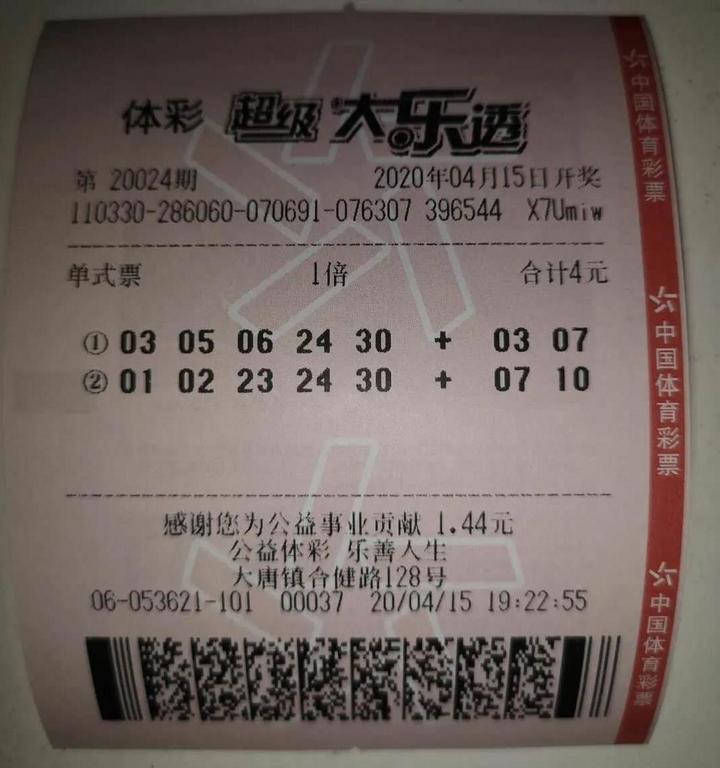 体彩 超级大乐透
第 20024期 2020年04月15日开奖
110330-286060-070691-076307 396544 X7Umiw
单式票 1倍 合计4元
① 03 05 06 24 30 + 03 07
② 01 02 23 24 30 + 07 10
感谢您为公益事业贡献 1.44元
公益体彩 乐善人生
大唐镇合健路128号
06-053621-101 00037 20/04/15 19:22:55
中国体育彩票
中国体育彩票
中国体育彩票